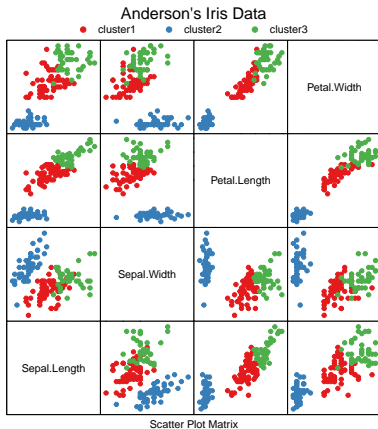 Anderson's Iris Data
cluster1 cluster2 cluster3
Petal.Width
Petal.Length
Sepal.Width
Sepal.Length
Scatter Plot Matrix